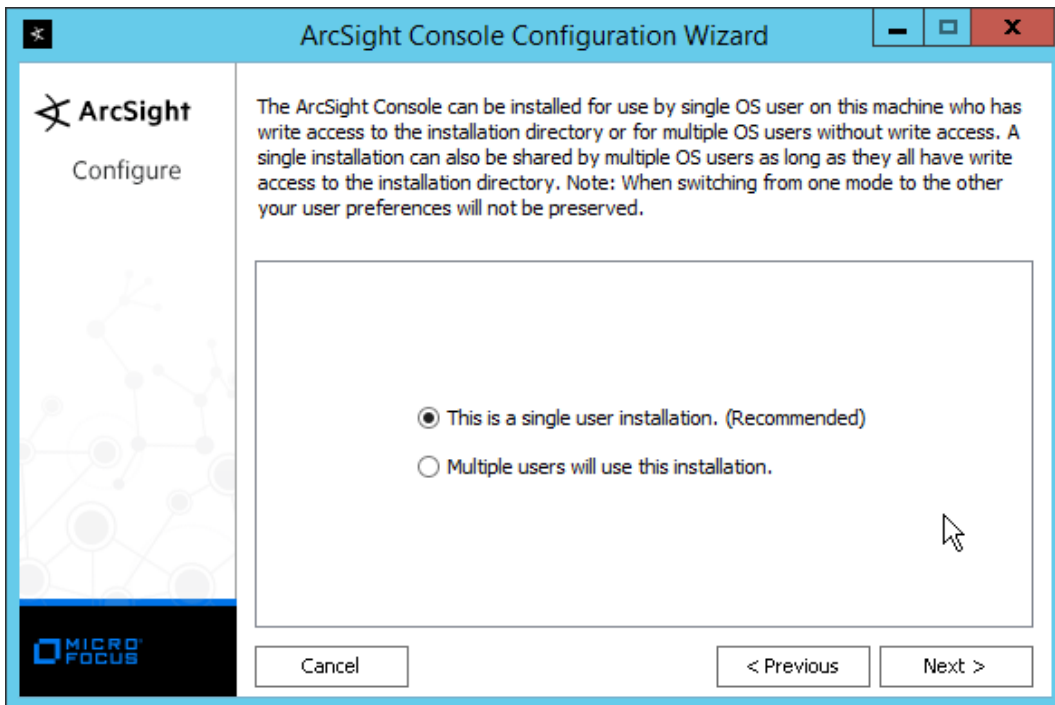 ArcSight Console Configuration Wizard
ArcSight
Configure
The ArcSight Console can be installed for use by single OS user on this machine who has
write access to the installation directory or for multiple OS users without write access. A
single installation can also be shared by multiple OS users as long as they all have write
access to the installation directory. Note: When switching from one mode to the other
your user preferences will not be preserved.
This is a single user installation. (Recommended)
Multiple users will use this installation.
MICRO
FOCUS
Cancel
< Previous
Next >